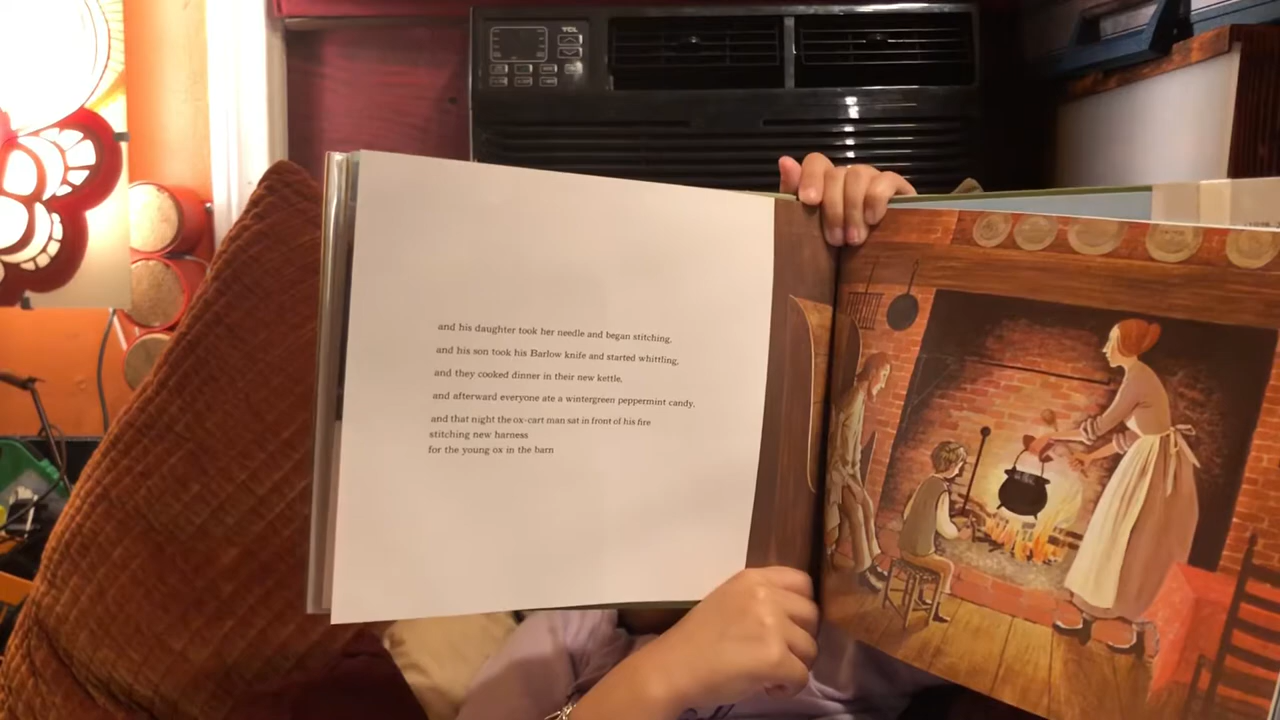 TCL
and his daughter took her needle and began stitching,
and his son took his Barlow knife and started whittling,
and they cooked dinner in their new kettle,
and afterward everyone ate a wintergreen peppermint candy,
and that night the ox-cart man sat in front of his fire
stitching new harness
for the young ox in the barn